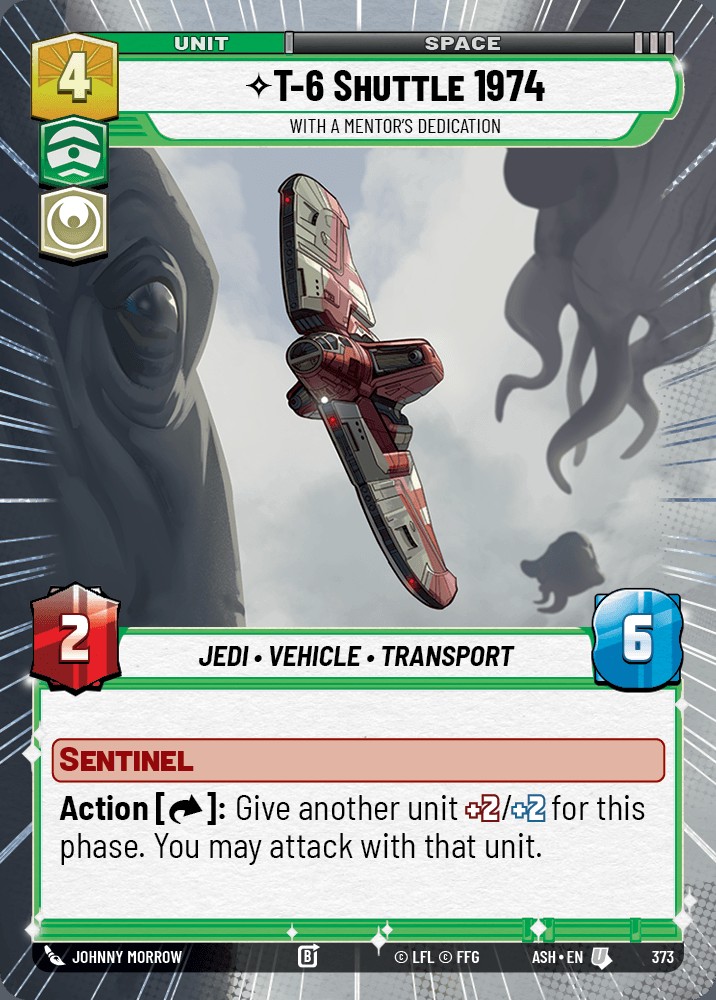 UNIT
SPACE
4
T-6 Shuttle 1974
WITH A MENTOR'S DEDICATION
2
6
JEDI • VEHICLE • TRANSPORT
SENTINEL
Action [ ]: Give another unit +2/+2 for this
phase. You may attack with that unit.
JOHNNY MORROW
B
© LFL © FFG
ASH • EN
373